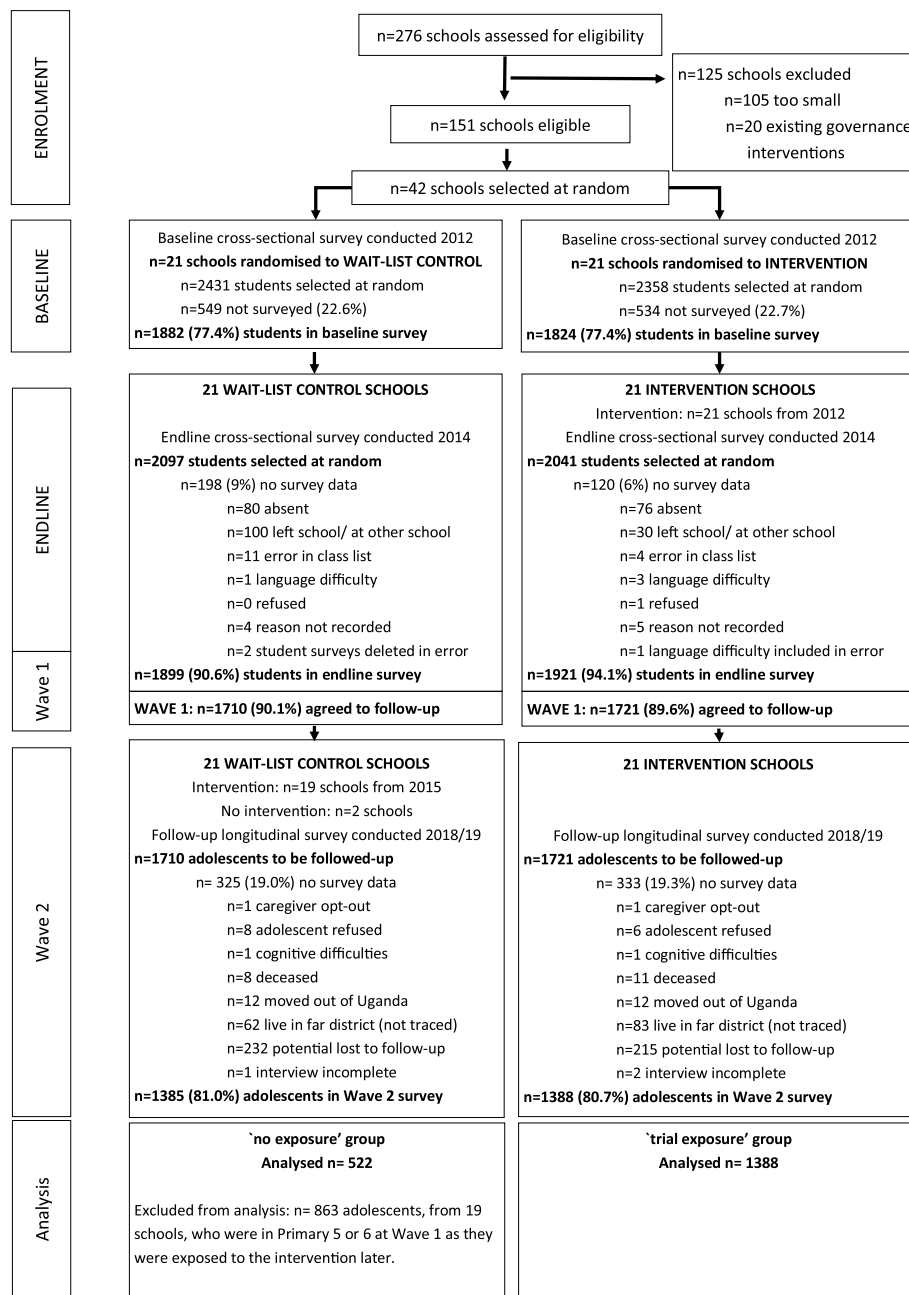 ENROLMENT
n=276 schools assessed for eligibility
n=125 schools excluded
n=105 too small
n=20 existing governance
interventions
n=151 schools eligible
n=42 schools selected at random
BASELINE
Baseline cross-sectional survey conducted 2012
n=21 schools randomised to WAIT-LIST CONTROL
n=2431 students selected at random
n=549 not surveyed (22.6%)
n=1882 (77.4%) students in baseline survey
Baseline cross-sectional survey conducted 2012
n=21 schools randomised to INTERVENTION
n=2358 students selected at random
n=534 not surveyed (22.7%)
n=1824 (77.4%) students in baseline survey
ENDLINE
21 WAIT-LIST CONTROL SCHOOLS
Endline cross-sectional survey conducted 2014
n=2097 students selected at random
n=198 (9%) no survey data
n=80 absent
n=100 left school/ at other school
n=11 error in class list
n=1 language difficulty
n=0 refused
n=4 reason not recorded
n=2 student surveys deleted in error
n=1899 (90.6%) students in endline survey
21 INTERVENTION SCHOOLS
Intervention: n=21 schools from 2012
Endline cross-sectional survey conducted 2014
n=2041 students selected at random
n=120 (6%) no survey data
n=76 absent
n=30 left school/ at other school
n=4 error in class list
n=3 language difficulty
n=1 refused
n=5 reason not recorded
n=1 language difficulty included in error
n=1921 (94.1%) students in endline survey
Wave 1
WAVE 1: n=1710 (90.1%) agreed to follow-up
WAVE 1: n=1721 (89.6%) agreed to follow-up
Wave 2
21 WAIT-LIST CONTROL SCHOOLS
Intervention: n=19 schools from 2015
No intervention: n=2 schools
Follow-up longitudinal survey conducted 2018/19
n=1710 adolescents to be followed-up
n= 325 (19.0%) no survey data
n=1 caregiver opt-out
n=8 adolescent refused
n=1 cognitive difficulties
n=8 deceased
n=12 moved out of Uganda
n=62 live in far district (not traced)
n=232 potential lost to follow-up
n=1 interview incomplete
n=1385 (81.0%) adolescents in Wave 2 survey
21 INTERVENTION SCHOOLS
Follow-up longitudinal survey conducted 2018/19
n=1721 adolescents to be followed-up
n= 333 (19.3%) no survey data
n=1 caregiver opt-out
n=6 adolescent refused
n=1 cognitive difficulties
n=11 deceased
n=12 moved out of Uganda
n=83 live in far district (not traced)
n=215 potential lost to follow-up
n=2 interview incomplete
n=1388 (80.7%) adolescents in Wave 2 survey
Analysis
`no exposure’ group
Analysed n= 522
Excluded from analysis: n= 863 adolescents, from 19
schools, who were in Primary 5 or 6 at Wave 1 as they
were exposed to the intervention later.
`trial exposure’ group
Analysed n= 1388